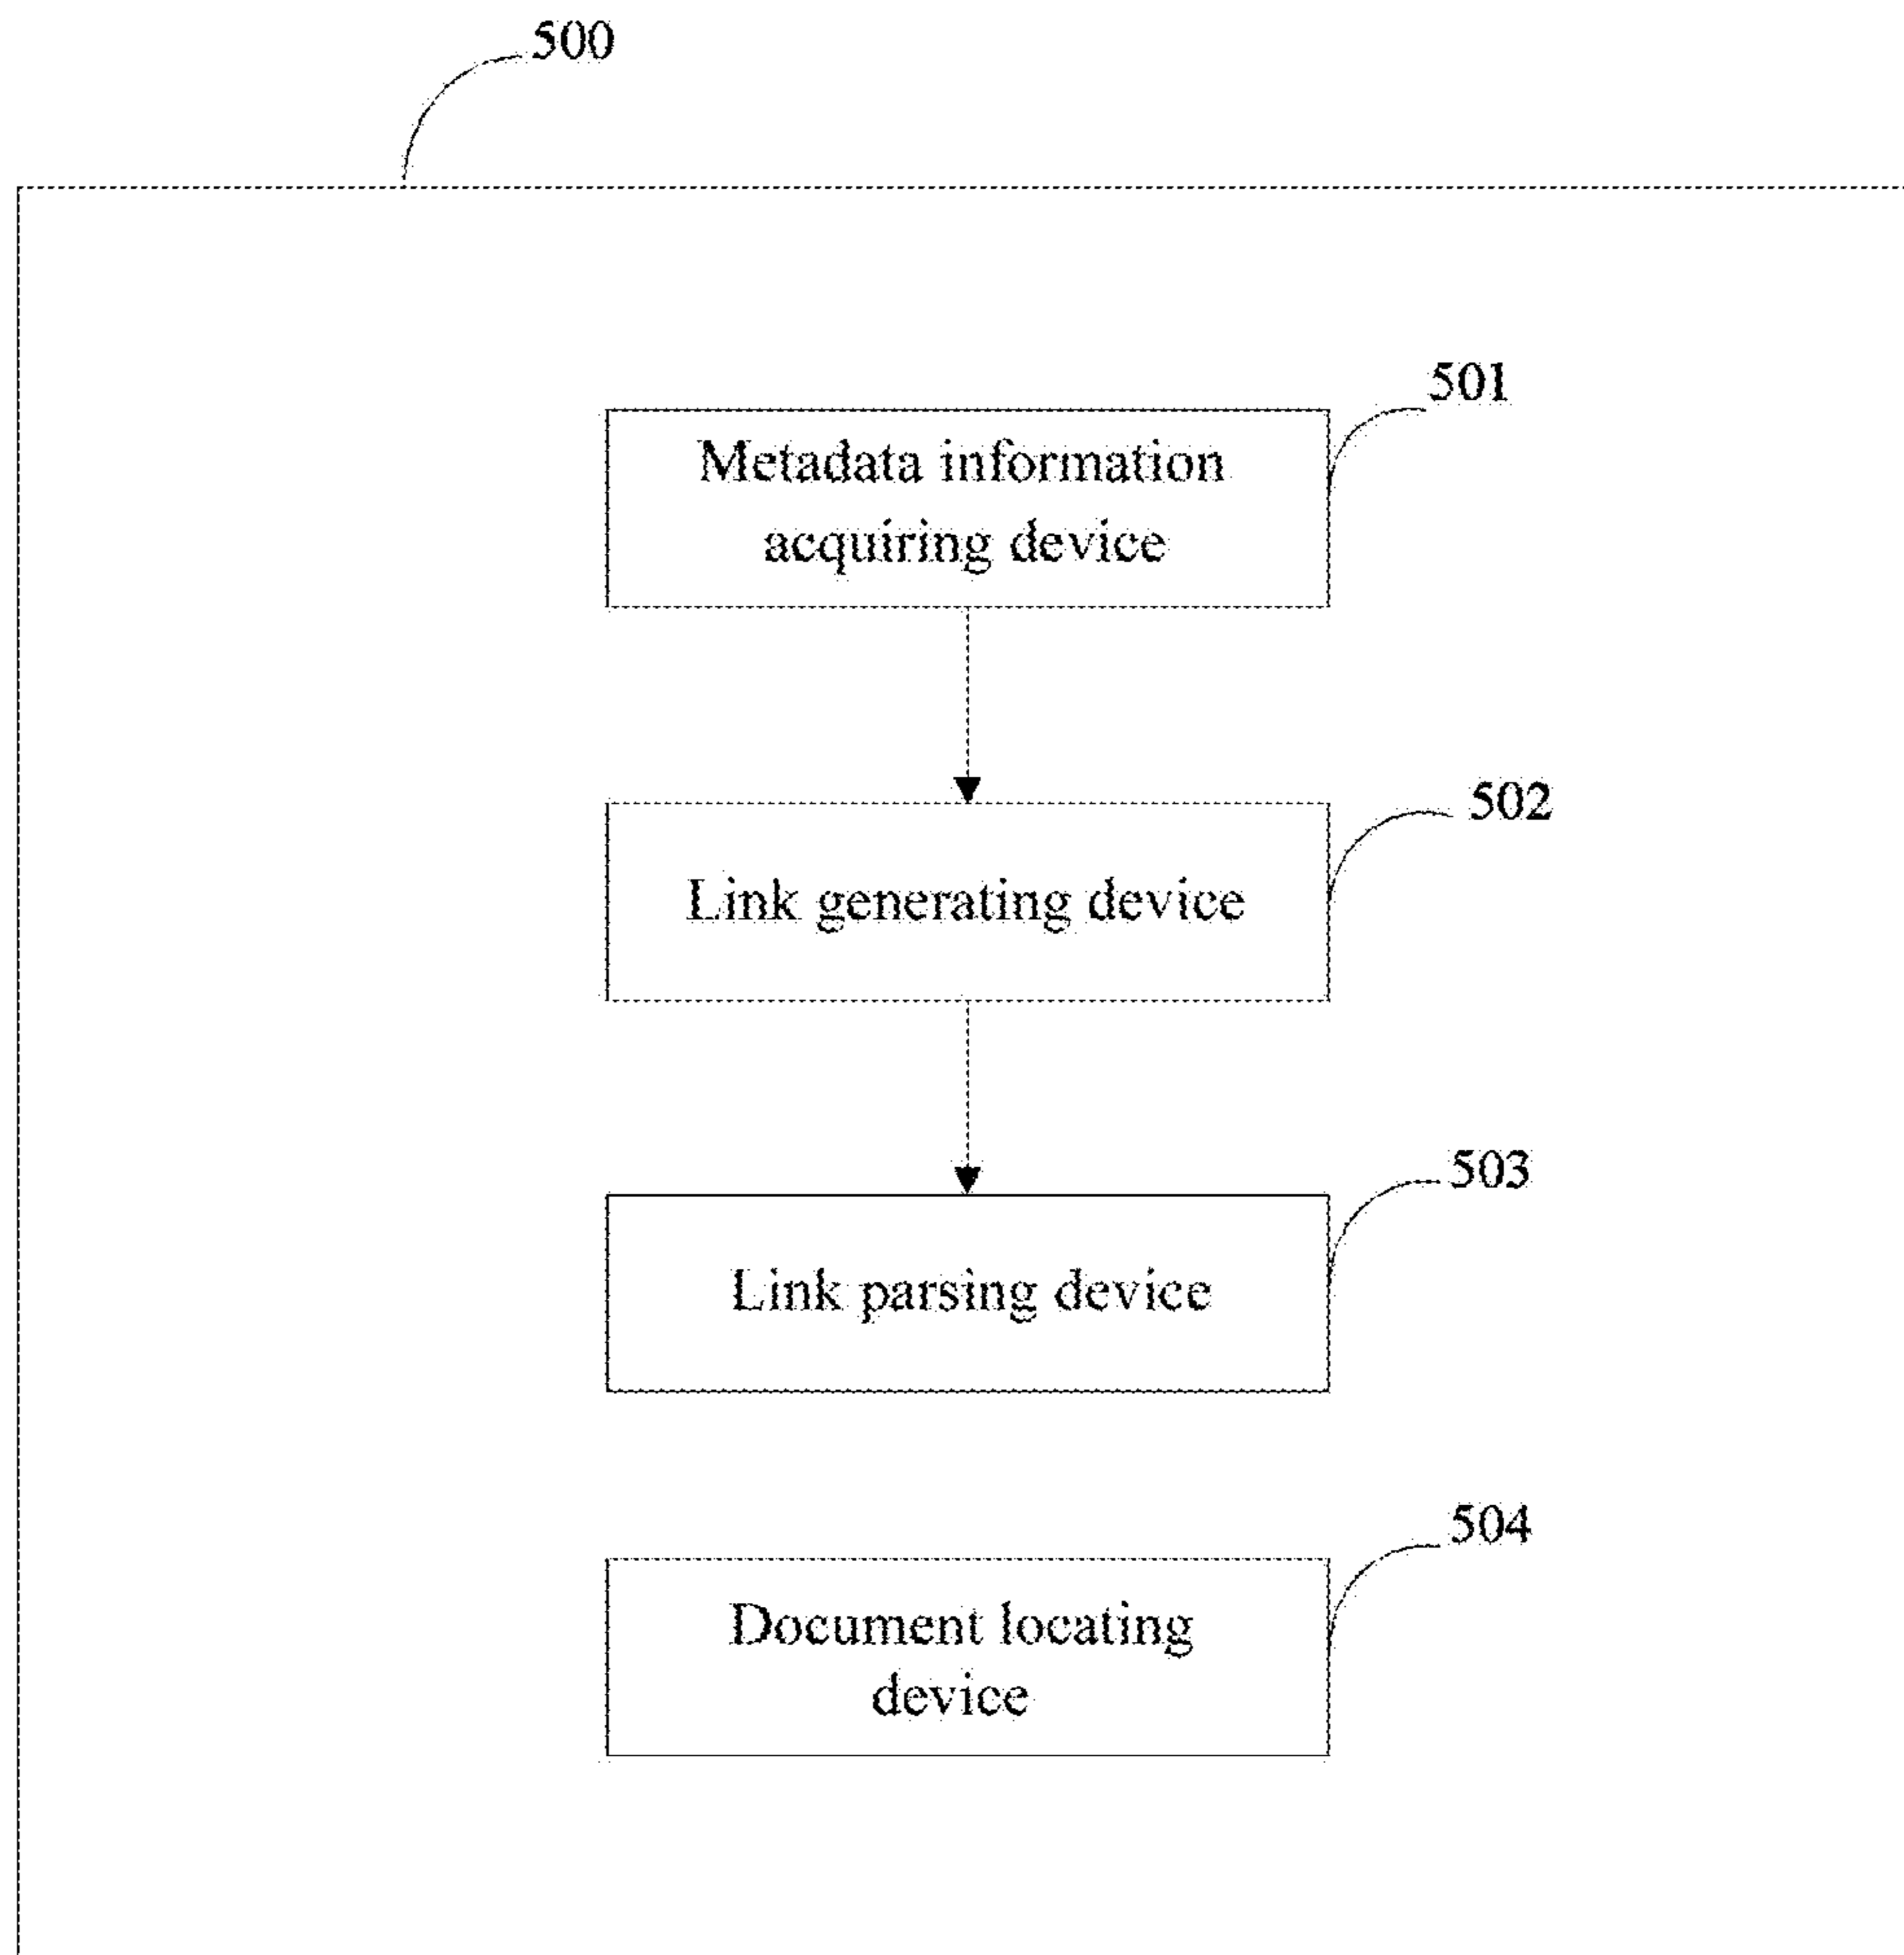 500
501
Metadata information
acquiring device
502
Link generating device
503
Link parsing device
504
Document locating
device